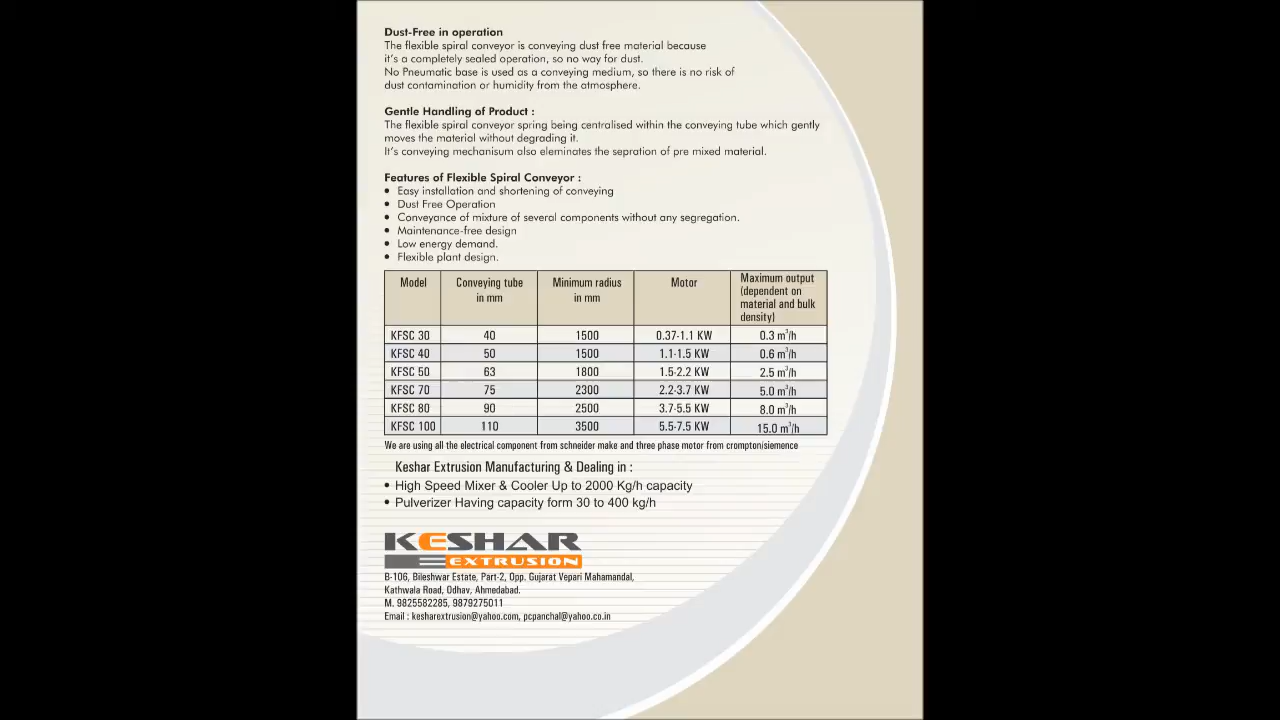 Dust-Free in operation
The flexible spiral conveyor is conveying dust free material because
it's a completely sealed operation, so no way for dust.
No Pneumatic base is used as a conveying medium, so there is no risk of
dust contamination or humidity from the atmosphere.
Gentle Handling of Product :
The flexible spiral conveyor spring being centralised within the conveying tube which gently
moves the material without degrading it.
It's conveying mechanisum also eleminates the sepration of pre mixed material.
Features of Flexible Spiral Conveyor :
• Easy installation and shortening of conveying
• Dust Free Operation
• Conveyance of mixture of several components without any segregation.
• Maintenance-free design
• Low energy demand.
• Flexible plant design.
Model Conveying tube in mm Minimum radius in mm Motor Maximum output (dependent on material and bulk density)
KFSC 30 40 1500 0.37-1.1 KW 0.3 m³/h
KFSC 40 50 1500 1.1-1.5 KW 0.6 m³/h
KFSC 50 63 1800 1.5-2.2 KW 2.5 m³/h
KFSC 70 75 2300 2.2-3.7 KW 5.0 m³/h
KFSC 80 90 2500 3.7-5.5 KW 8.0 m³/h
KFSC 100 110 3500 5.5-7.5 KW 15.0 m³/h
We are using all the electrical component from schneider make and three phase motor from crompton/siemence
Keshar Extrusion Manufacturing & Dealing in :
• High Speed Mixer & Cooler Up to 2000 Kg/h capacity
• Pulverizer Having capacity form 30 to 400 kg/h
KESHAR
EXTRUSION
B-106, Bileshwar Estate, Part-2, Opp. Gujarat Vepari Mahamandal,
Kathwala Road, Odhav, Ahmedabad.
M. 9825582285, 9879275011
Email : kesharextrusion@yahoo.com, pcpanchal@yahoo.co.in